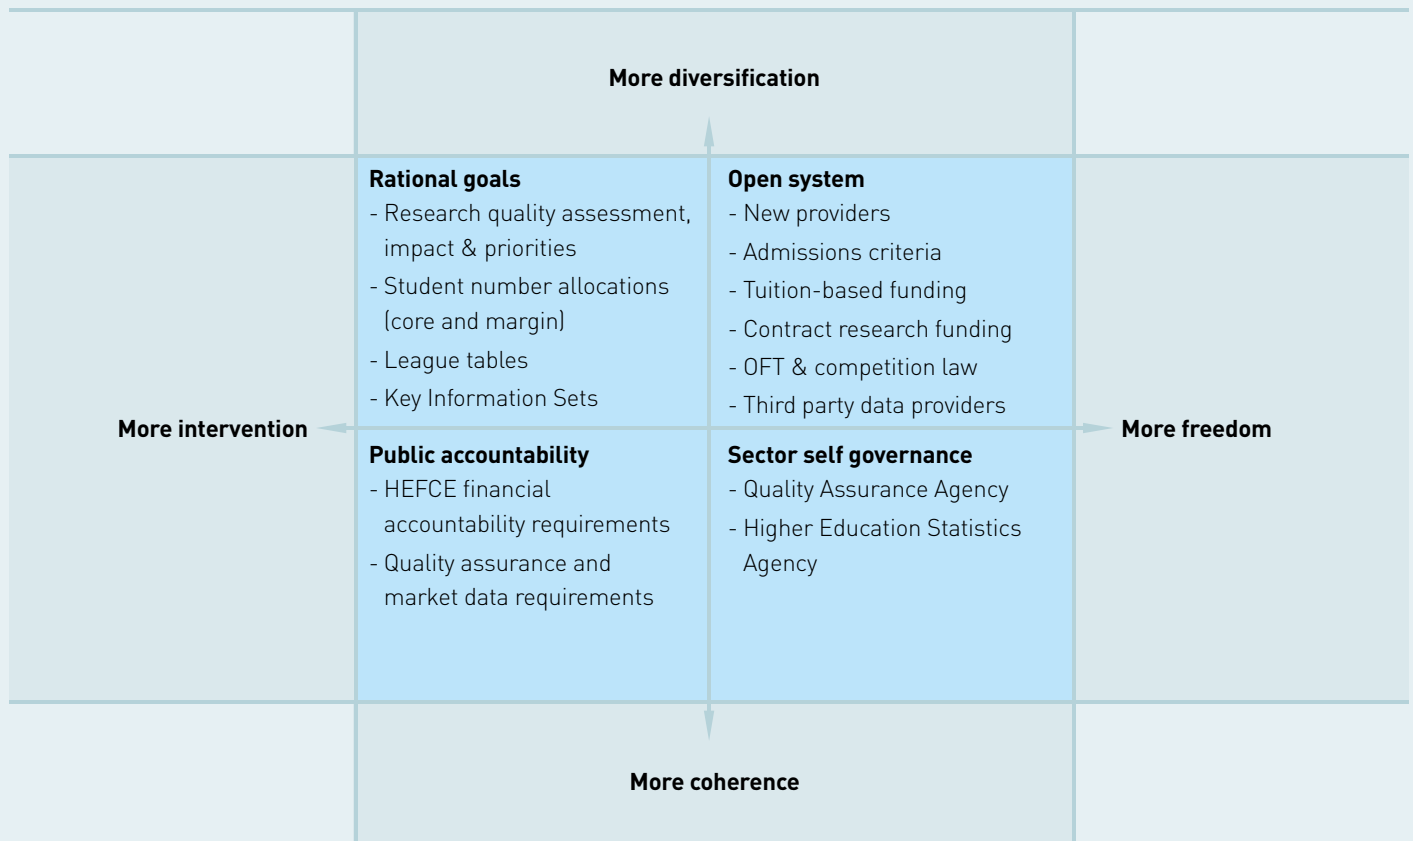 More diversification
Rational goals
- Research quality assessment,
impact & priorities
- Student number allocations
(core and margin)
- League tables
- Key Information Sets
Open system
- New providers
- Admissions criteria
- Tuition-based funding
- Contract research funding
- OFT & competition law
- Third party data providers
More intervention
More freedom
Public accountability
- HEFCE financial
accountability requirements
- Quality assurance and
market data requirements
Sector self governance
- Quality Assurance Agency
- Higher Education Statistics
Agency
More coherence